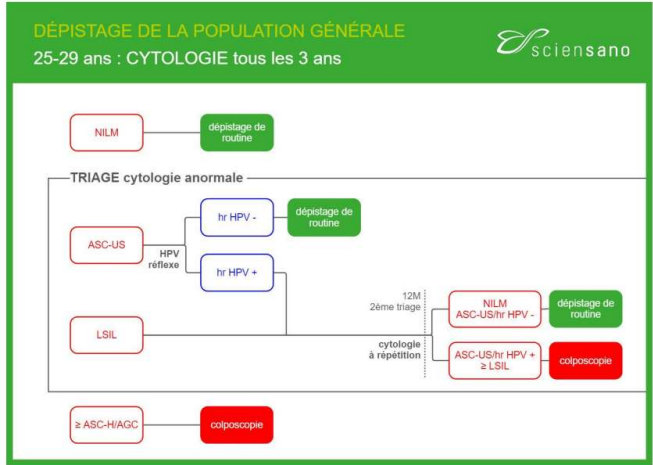 DÉPISTAGE DE LA POPULATION GÉNÉRALE
25-29 ans : CYTOLOGIE tous les 3 ans
sciensano
NILM
dépistage de
routine
TRIAGE cytologie anormale
ASC-US
HPV
réflexe
hr HPV -
dépistage de
routine
hr HPV +
LSIL
12M
2ème triage
cytologie
à répétition
NILM
ASC-US/hr HPV -
dépistage de
routine
ASC-US/hr HPV +
≥ LSIL
colposcopie
≥ ASC-H/AGC
colposcopie